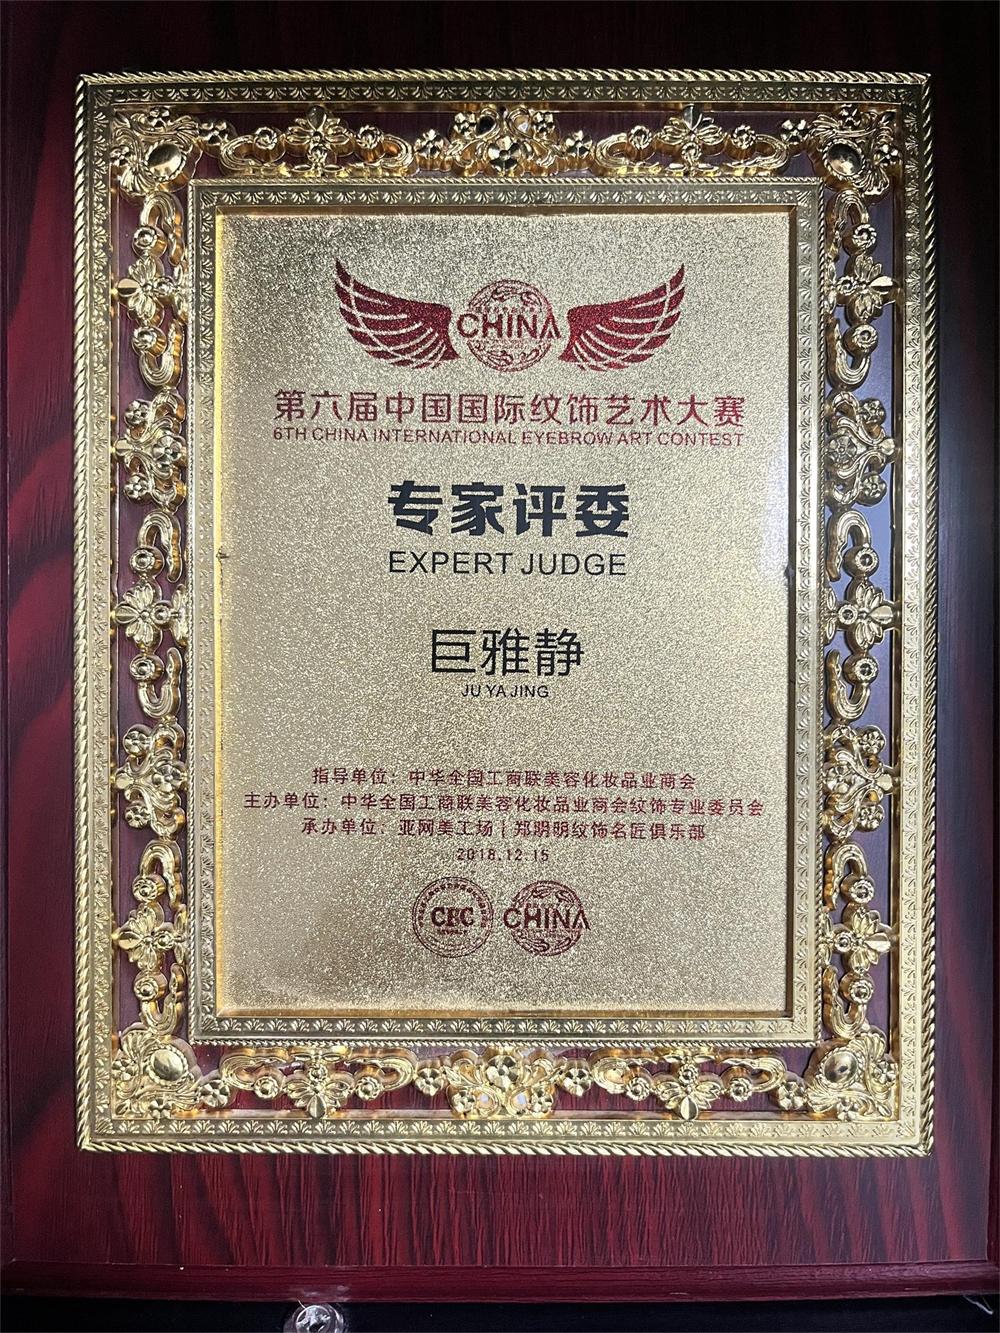 CHINA
第六届中国国际纹饰艺术大赛
6TH CHINA INTERNATIONAL EYEBROW ART CONTEST
专家评委
EXPERT JUDGE
巨雅静
JU YA JING
指导单位：中华全国工商联美容化妆品业商会
主办单位：中华全国工商联美容化妆品业商会纹饰专业委员会
承办单位：亚网美工场｜郑明明纹饰名匠俱乐部
2018.12.15
CBC CHINA